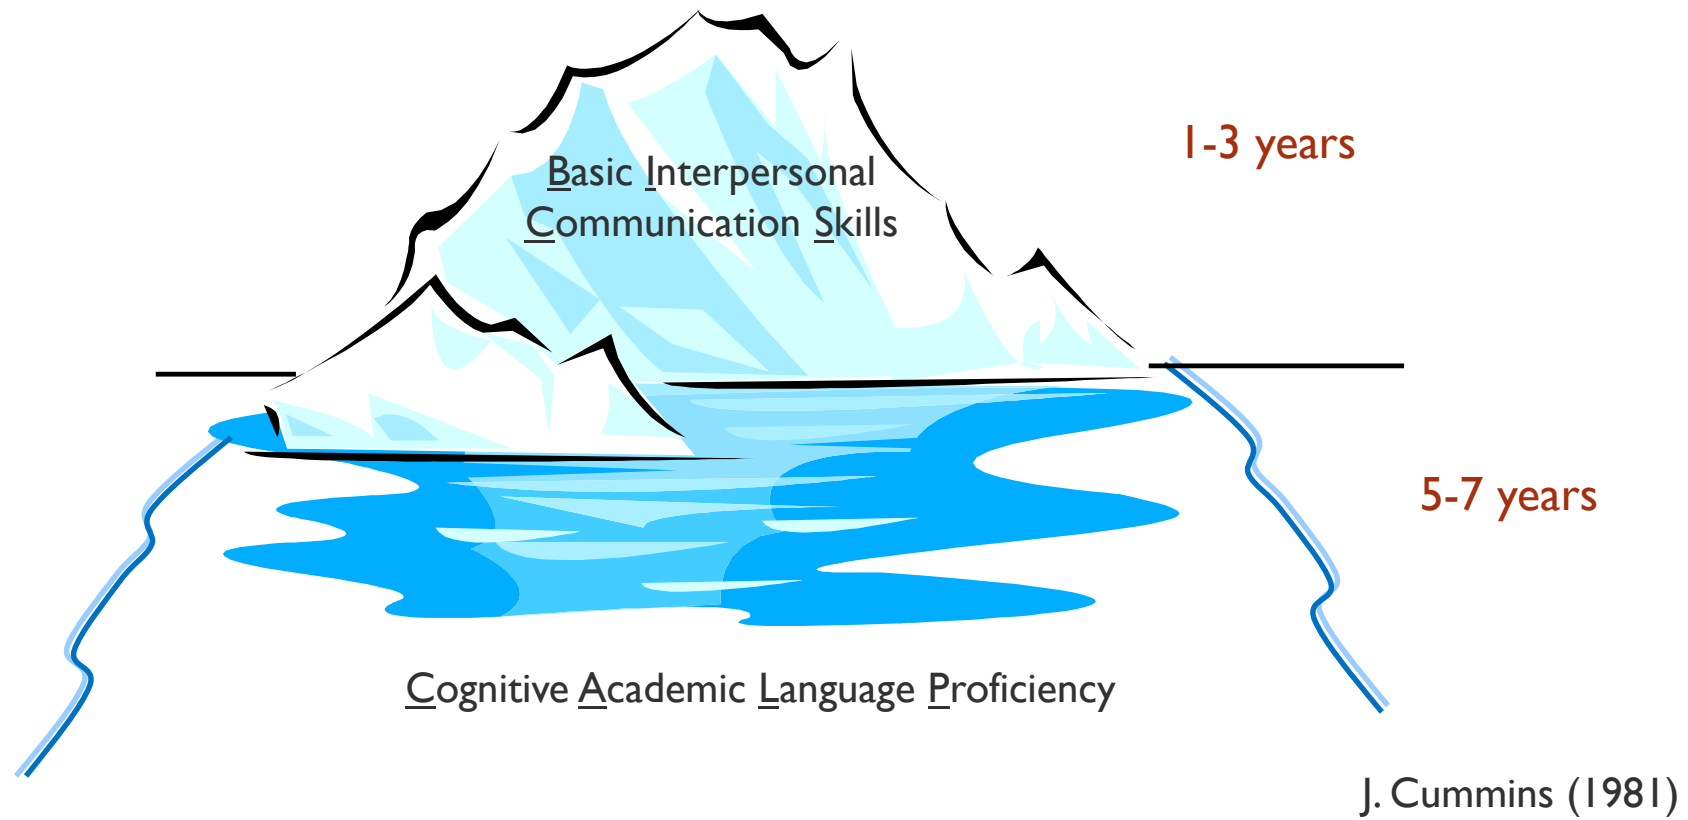 1-3 years
Basic Interpersonal
Communication Skills
5-7 years
Cognitive Academic Language Proficiency
J. Cummins (1981)